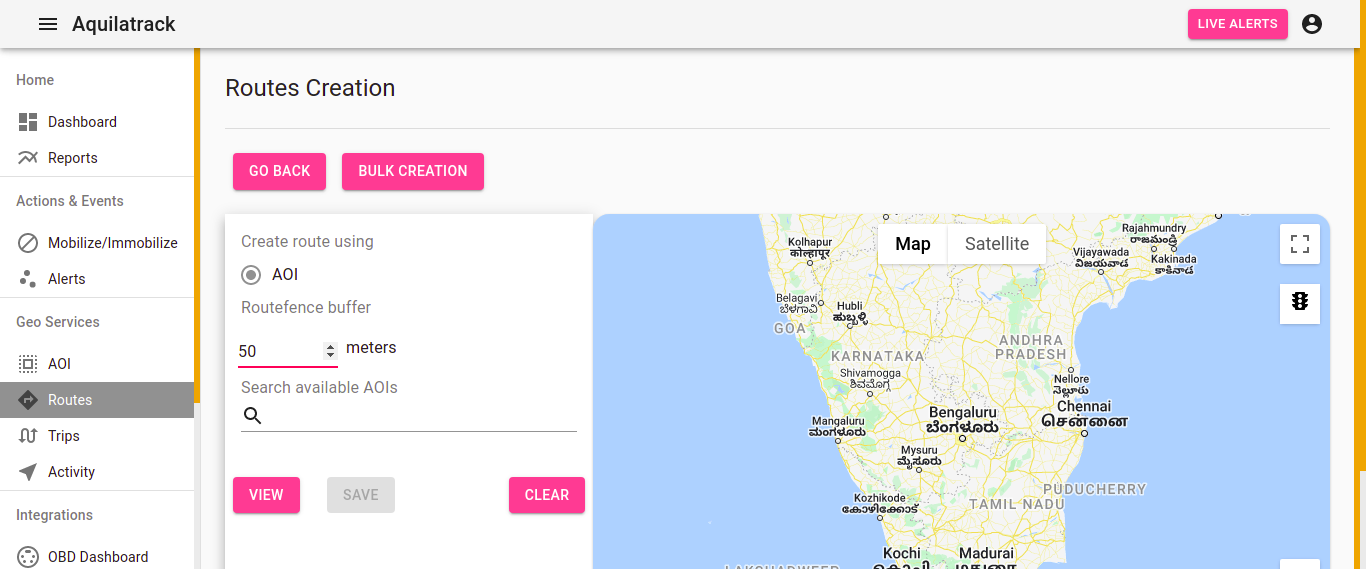 Aquilatrack
LIVE ALERTS
Home
Dashboard
Reports
Actions & Events
Mobilize/Immobilize
Alerts
Geo Services
AOI
Routes
Trips
Activity
Integrations
OBD Dashboard
Routes Creation
GO BACK
BULK CREATION
Create route using
AOI
Routefence buffer
50
meters
Search available AOIs
VIEW
SAVE
CLEAR
Map
Satellite
Kolhapur
कोल्हापूर
Rajahmundry
రాజమండ్రి
Vijayawada
విజయవాడ
Kakinada
కాకినాడ
Belagavi
ಬೆಳಗಾವಿ
Hubli
ಹುಬ್ಬಳ್ಳಿ
GOA
KARNATAKA
ANDHRA
PRADESH
Shivamogga
ಶಿವಮೊಗ್ಗ
Nellore
నెల్లూరు
Bengaluru
ಬೆಂಗಳೂರು
Chennai
சென்னை
Mangaluru
ಮಂಗಳೂರು
Mysuru
ಮೈಸೂರು
Kozhikode
കോഴിക്കോട്
PUDUCHERRY
TAMIL NADU
Kochi
Madurai
LAKSHADWEEP